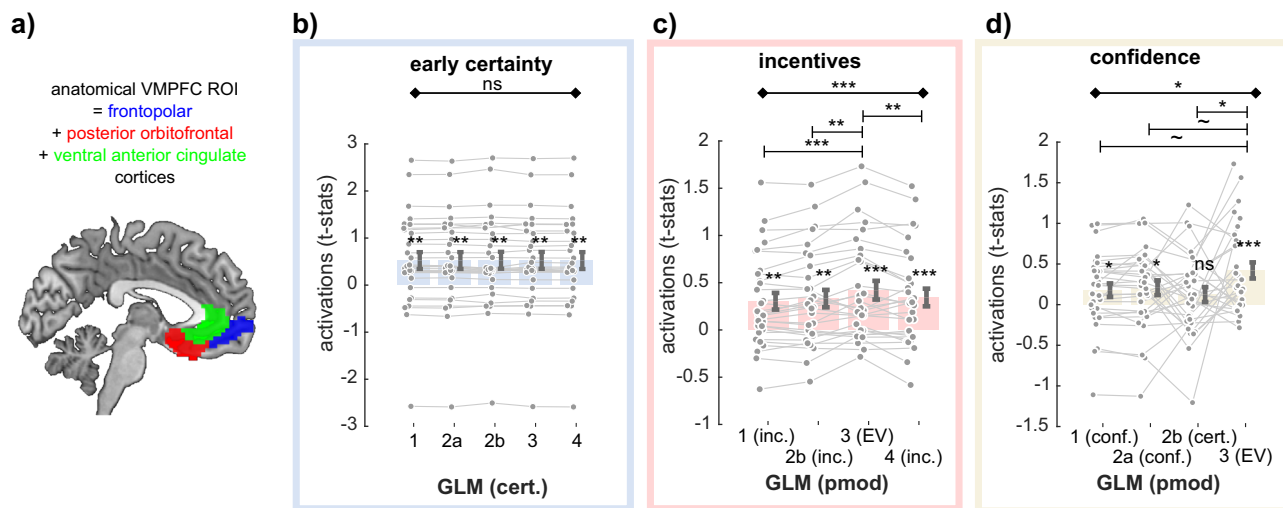 a)
anatomical VMPFC ROI
= frontopolar
+ posterior orbitofrontal
+ ventral anterior cingulate
cortices
b)
early certainty
ns
activations (t-stats)
3
2
1
0
-1
-2
-3
** ** ** ** **
1 2a 2b 3 4
GLM (cert.)
c)
incentives
***
**
**
***
activations (t-stats)
2
1.5
1
0.5
0
-0.5
-1
** ** *** ***
1 (inc.) 3 (EV)
2b (inc.) 4 (inc.)
GLM (pmod)
d)
confidence
*
*
~
~
activations (t-stats)
2
1.5
1
0.5
0
-0.5
-1
-1.5
* * ns ***
1 (conf.) 2b (cert.)
2a (conf.) 3 (EV)
GLM (pmod)